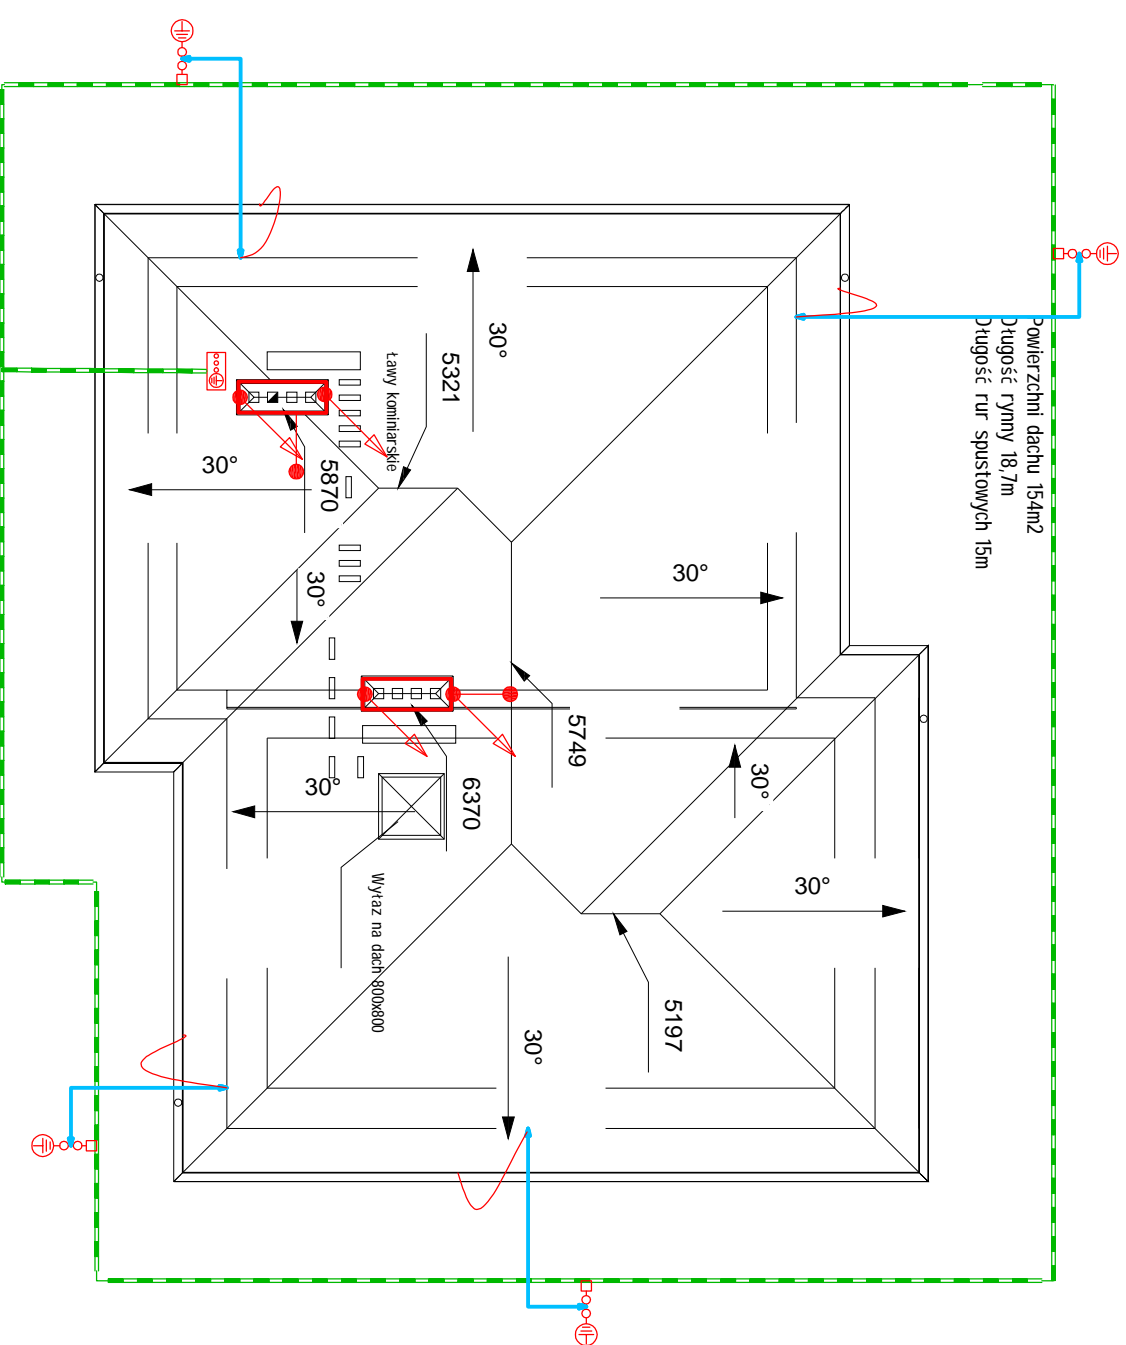 Powierzchni dachu 154m2
Długość rynny 18,7m
Długość rur spustowych 15m
30°
5321
Ławy kominiarskie
30°
5870
30°
30°
5749
30°
6370
30°
30°
Wyłaz na dach 800x800
5197
30°